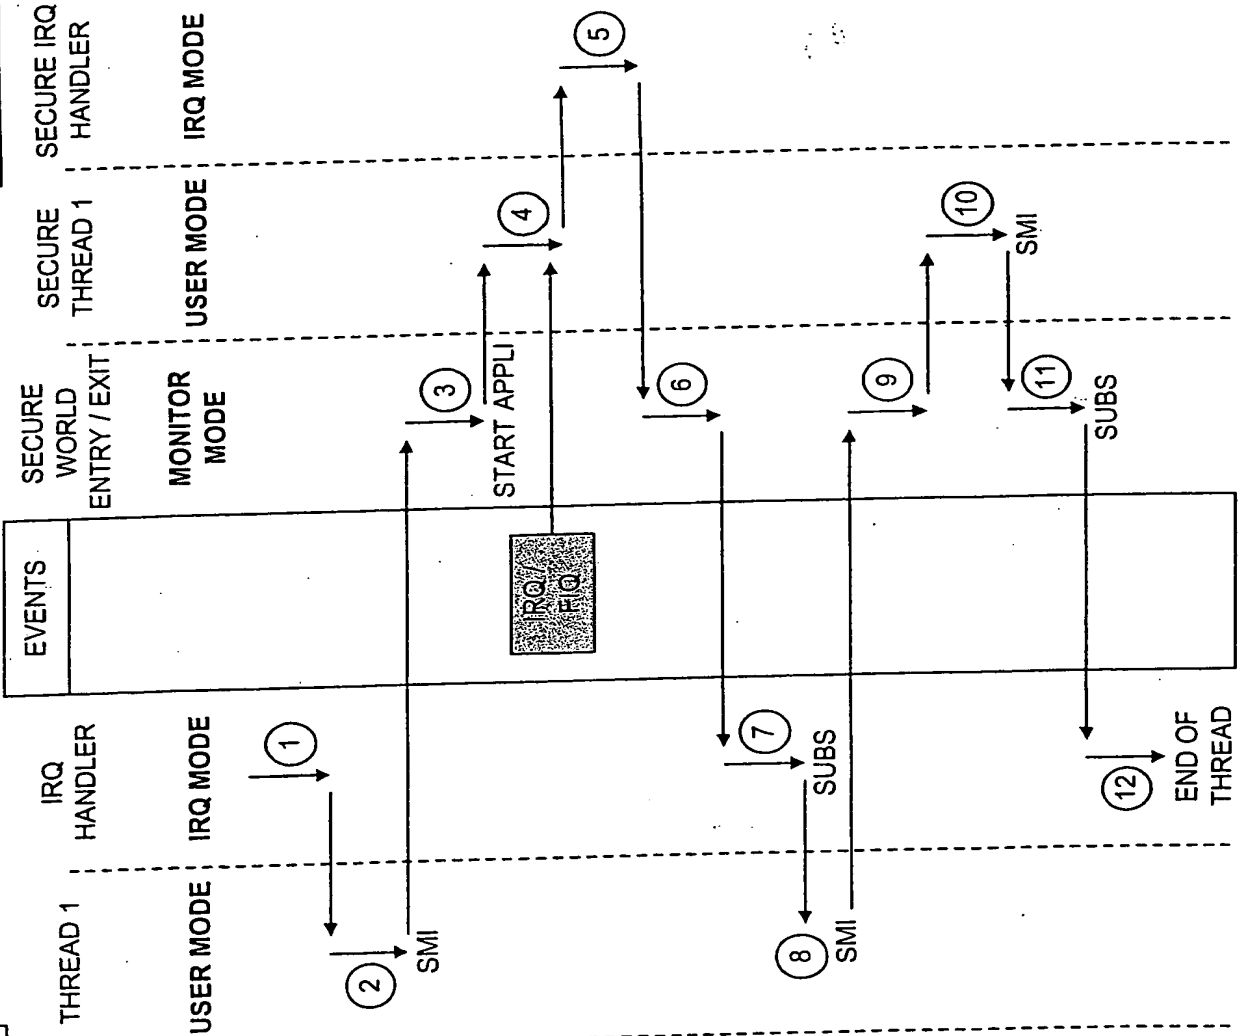 THREAD 1
USER MODE
IRQ
HANDLER
IRQ MODE
EVENTS
SECURE
WORLD
ENTRY / EXIT
MONITOR
MODE
SECURE
THREAD 1
USER MODE
SECURE IRQ
HANDLER
IRQ MODE
1
2
SMI
3
START APPLI
4
IRQ /
FIQ
5
6
7
SUBS
8
SMI
9
10
SMI
11
SUBS
12
END OF
THREAD